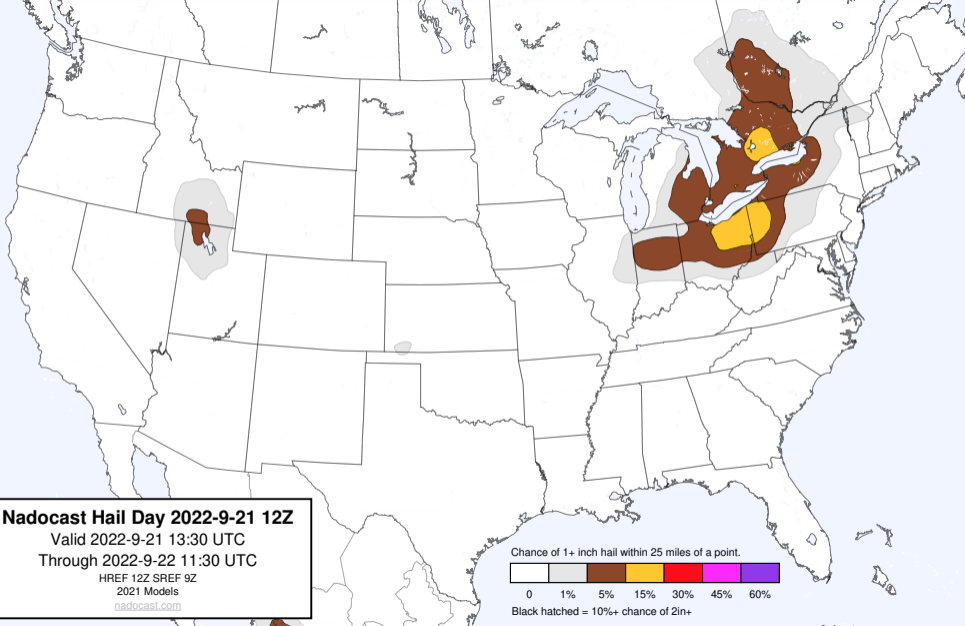 Nadocast Hail Day 2022-9-21 12Z
Valid 2022-9-21 13:30 UTC
Through 2022-9-22 11:30 UTC
HREF 12Z SREF 9Z
2021 Models
nadocast.com
Chance of 1+ inch hail within 25 miles of a point.
0 1% 5% 15% 30% 45% 60%
Black hatched = 10%+ chance of 2in+